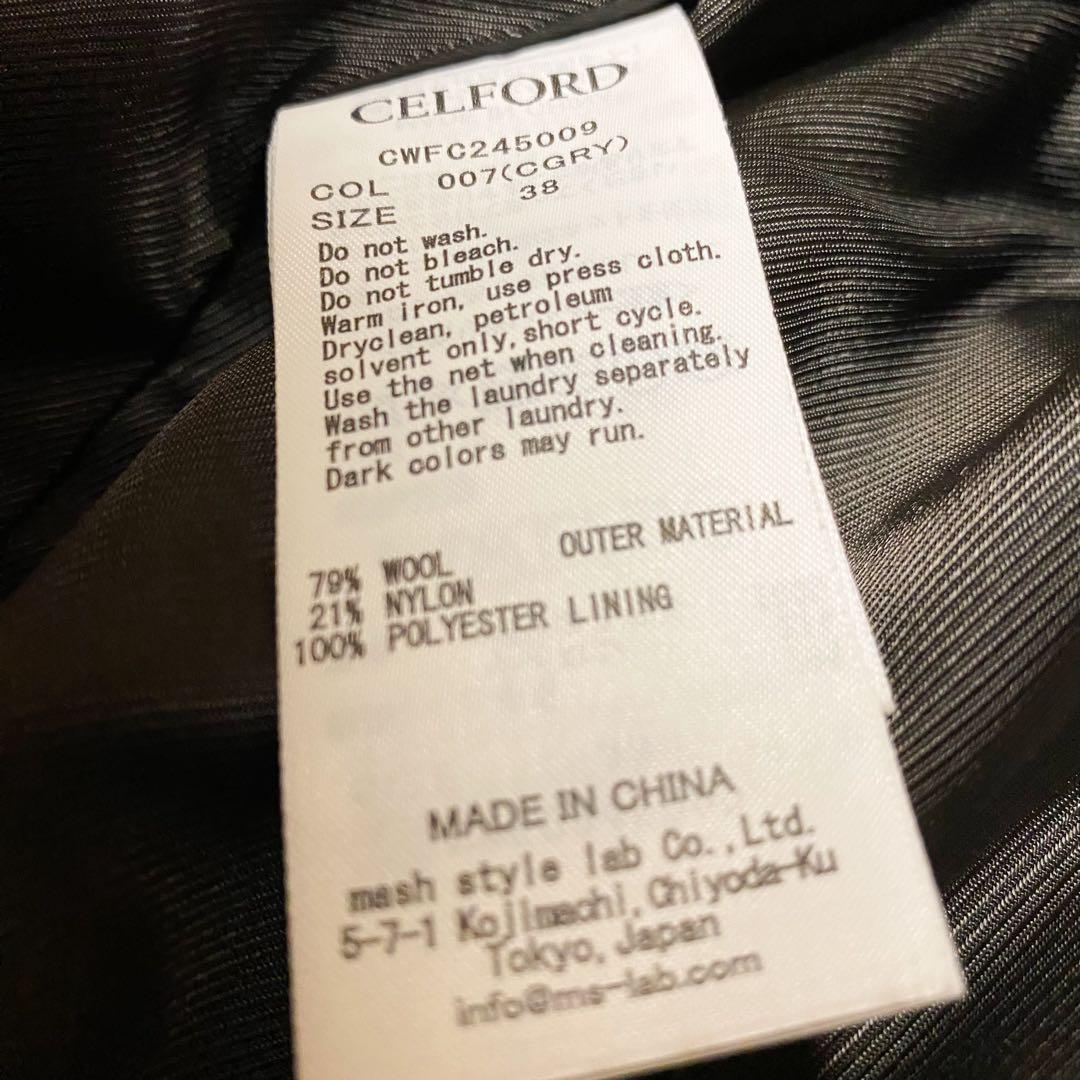 CELFORD
CWFC245009
COL 007(CGRY)
SIZE 38
Do not wash.
Do not bleach.
Do not tumble dry.
Warm iron, use press cloth.
Dryclean, petroleum
solvent only, short cycle.
Use the net when cleaning.
Wash the laundry separately
from other laundry.
Dark colors may run.
OUTER MATERIAL
79% WOOL
21% NYLON
100% POLYESTER LINING
MADE IN CHINA
mash style lab Co.,Ltd.
5-7-1 Kojimachi, Chiyoda-Ku
Tokyo, Japan
info@ms-lab.com